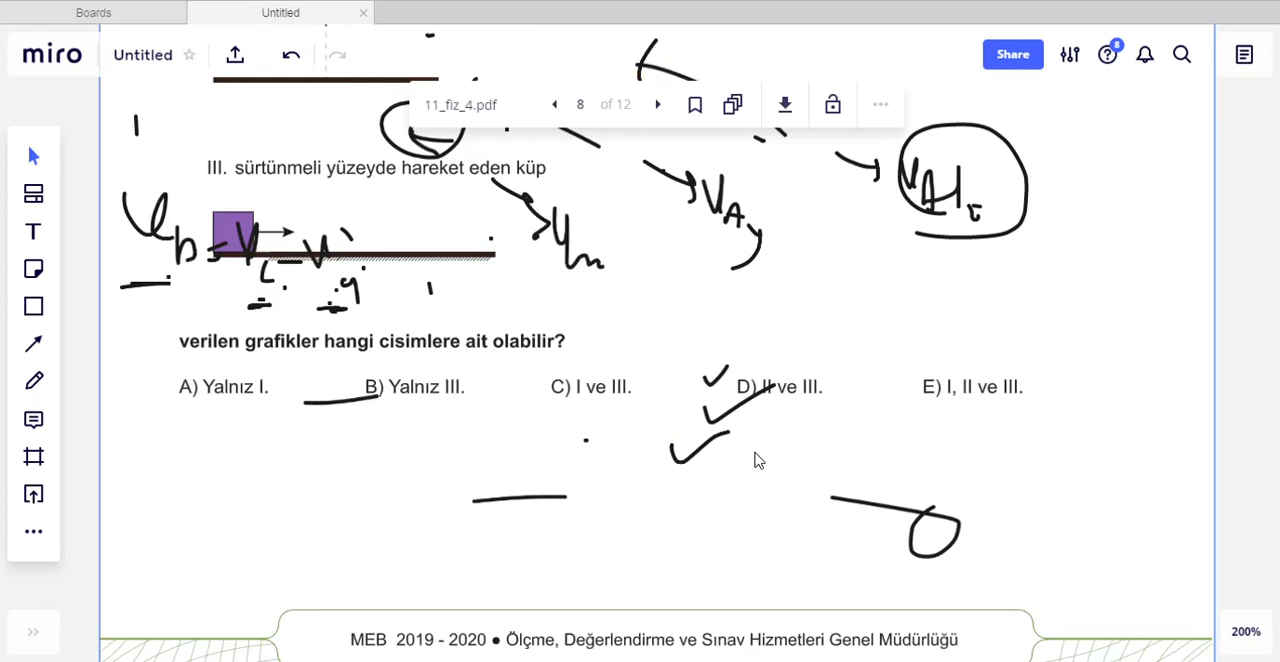 Boards
Untitled
miro
Untitled
Share
8
11_fiz_4.pdf
8 of 12
III. sürtünmeli yüzeyde hareket eden küp
verilen grafikler hangi cisimlere ait olabilir?
A) Yalnız I.
B) Yalnız III.
C) I ve III.
D) II ve III.
E) I, II ve III.
MEB 2019 - 2020 ● Ölçme, Değerlendirme ve Sınav Hizmetleri Genel Müdürlüğü
200%